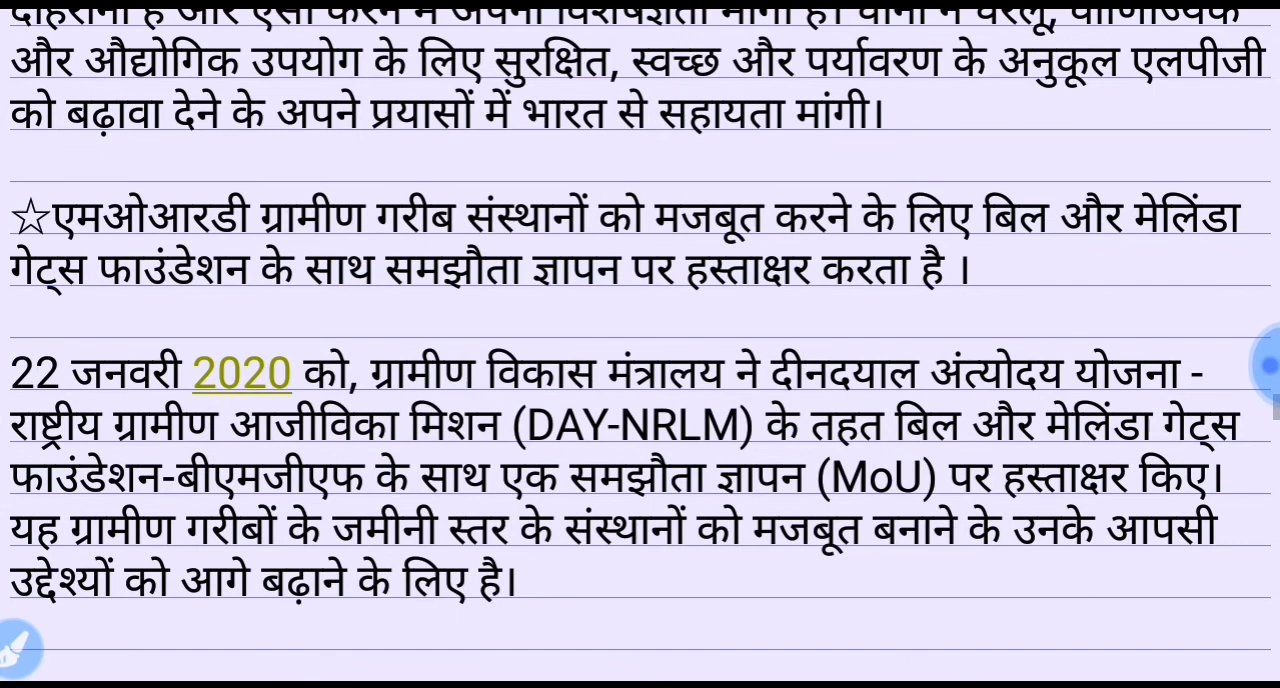 और औद्योगिक उपयोग के लिए सुरक्षित, स्वच्छ और पर्यावरण के अनुकूल एलपीजी
को बढ़ावा देने के अपने प्रयासों में भारत से सहायता मांगी।
☆एमओआरडी ग्रामीण गरीब संस्थानों को मजबूत करने के लिए बिल और मेलिंडा
गेट्स फाउंडेशन के साथ समझौता ज्ञापन पर हस्ताक्षर करता है ।
22 जनवरी 2020 को, ग्रामीण विकास मंत्रालय ने दीनदयाल अंत्योदय योजना -
राष्ट्रीय ग्रामीण आजीविका मिशन (DAY-NRLM) के तहत बिल और मेलिंडा गेट्स
फाउंडेशन-बीएमजीएफ के साथ एक समझौता ज्ञापन (MoU) पर हस्ताक्षर किए।
यह ग्रामीण गरीबों के जमीनी स्तर के संस्थानों को मजबूत बनाने के उनके आपसी
उद्देश्यों को आगे बढ़ाने के लिए है।